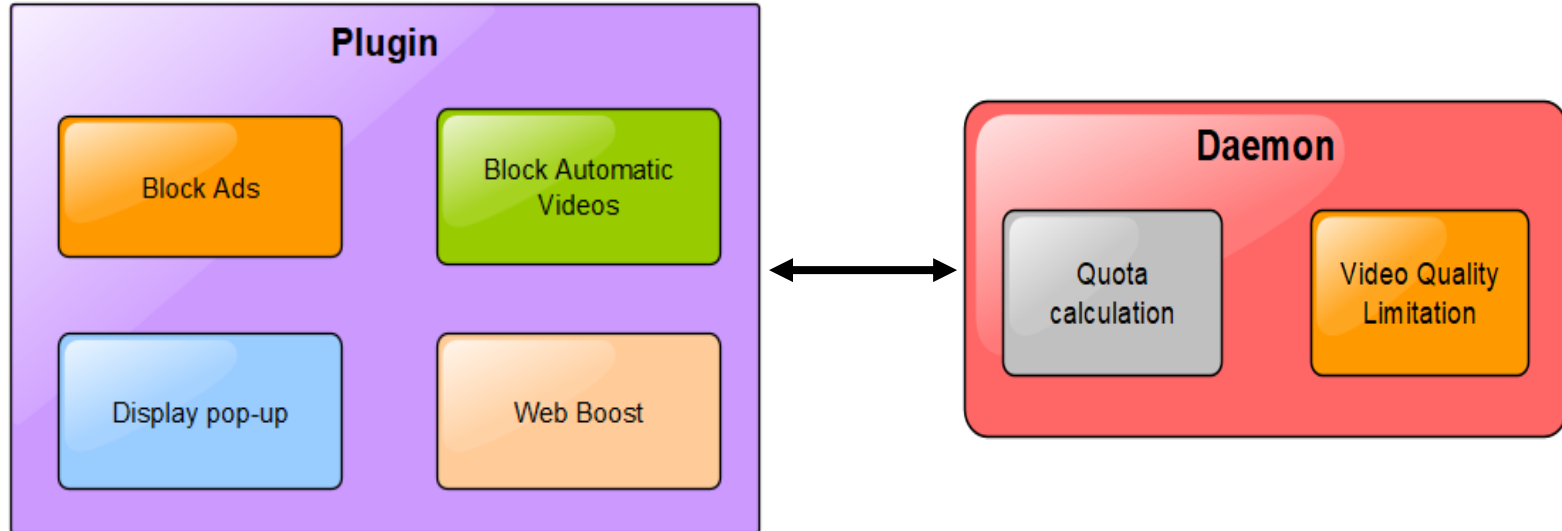 Plugin
Block Ads
Block Automatic
Videos
Display pop-up
Web Boost
Daemon
Quota
calculation
Video Quality
Limitation